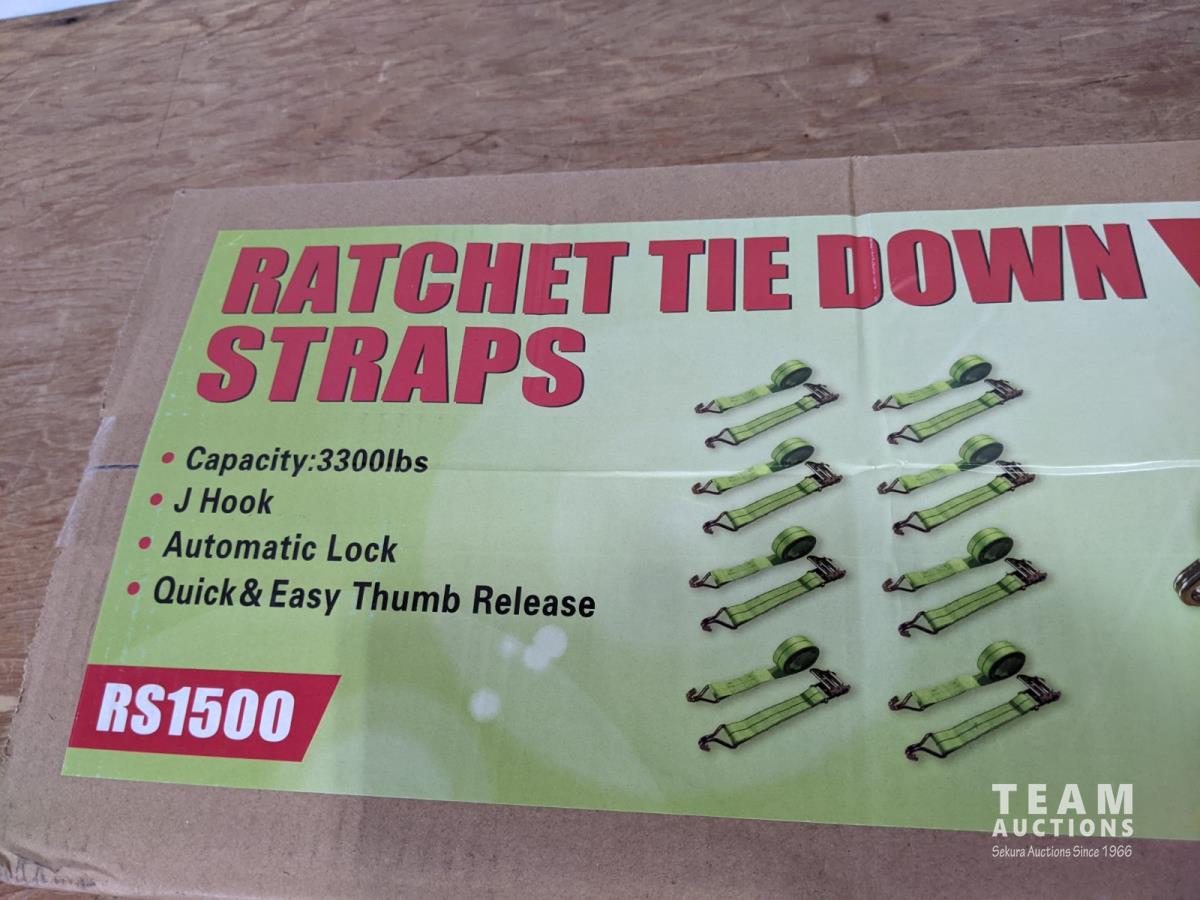 RATCHET TIE DOWN
STRAPS
• Capacity:3300lbs
• J Hook
• Automatic Lock
• Quick&Easy Thumb Release
RS1500
TEAM
AUCTIONS
Sekura Auctions Since 1966